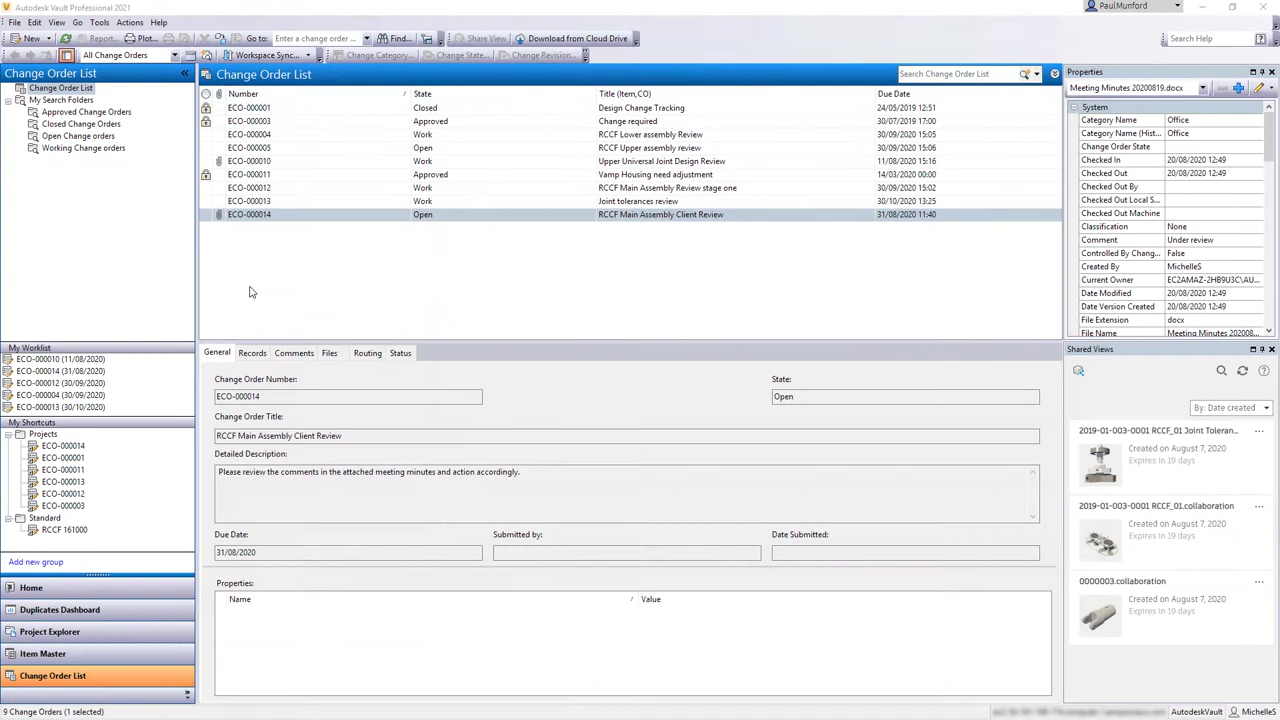 Autodesk Vault Professional 2021
PaulMunford
File Edit View Go Tools Actions Help
New Report... Plot... Go to: Enter a change order ... Find... Share View Download from Cloud Drive Search Help
All Change Orders Workspace Sync... Change Category... Change State... Change Revision...
Change Order List
Change Order List
My Search Folders
Approved Change Orders
Closed Change Orders
Open Change orders
Working Change orders
My Worklist
ECO-000010 (11/08/2020)
ECO-000014 (31/08/2020)
ECO-000012 (30/09/2020)
ECO-000004 (30/09/2020)
ECO-000013 (30/10/2020)
My Shortcuts
Projects
ECO-000014
ECO-000001
ECO-000011
ECO-000013
ECO-000012
ECO-000003
Standard
RCCF 161000
Add new group
Home
Duplicates Dashboard
Project Explorer
Item Master
Change Order List
Change Order List Search Change Order List
Number State Title (Item,CO) Due Date
ECO-000001 Closed Design Change Tracking 24/05/2019 12:51
ECO-000003 Approved Change required 30/07/2019 17:00
ECO-000004 Work RCCF Lower assembly Review 30/09/2020 15:05
ECO-000005 Open RCCF Upper assembly review 30/09/2020 15:06
ECO-000010 Work Upper Universal Joint Design Review 11/08/2020 15:16
ECO-000011 Approved Vamp Housing need adjustment 14/03/2020 00:00
ECO-000012 Work RCCF Main Assembly Review stage one 30/09/2020 15:02
ECO-000013 Work Joint tolerances review 30/10/2020 13:25
ECO-000014 Open RCCF Main Assembly Client Review 31/08/2020 11:40
General Records Comments Files Routing Status
Change Order Number: State:
ECO-000014 Open
Change Order Title:
RCCF Main Assembly Client Review
Detailed Description:
Please review the comments in the attached meeting minutes and action accordingly.
Due Date: Submitted by: Date Submitted:
31/08/2020
Properties:
Name Value
Properties
Meeting Minutes 20200819.docx
System
Category Name Office
Category Name (Hist... Office
Change Order State
Checked In 20/08/2020 12:49
Checked Out 20/08/2020 12:49
Checked Out By
Checked Out Local S...
Checked Out Machine
Classification None
Comment Under review
Controlled By Chang... False
Created By MichelleS
Current Owner EC2AMAZ-2HB9U3C\AU...
Date Modified 20/08/2020 12:49
Date Version Created 20/08/2020 12:49
File Extension docx
File Name Meeting Minutes 202008...
Shared Views
By: Date created
2019-01-003-0001 RCCF_01 Joint Toleran...
Created on August 7, 2020
Expires in 19 days
2019-01-003-0001 RCCF_01.collaboration
Created on August 7, 2020
Expires in 19 days
0000003.collaboration
Created on August 7, 2020
Expires in 19 days
9 Change Orders (1 selected) AutodeskVault MichelleS